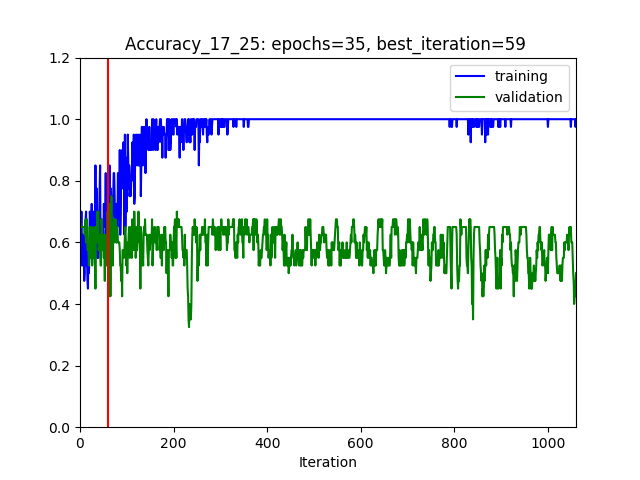 Accuracy_17_25: epochs=35, best_iteration=59
training
validation
1.2
1.0
0.8
0.6
0.4
0.2
0.0
0 200 400 600 800 1000
Iteration